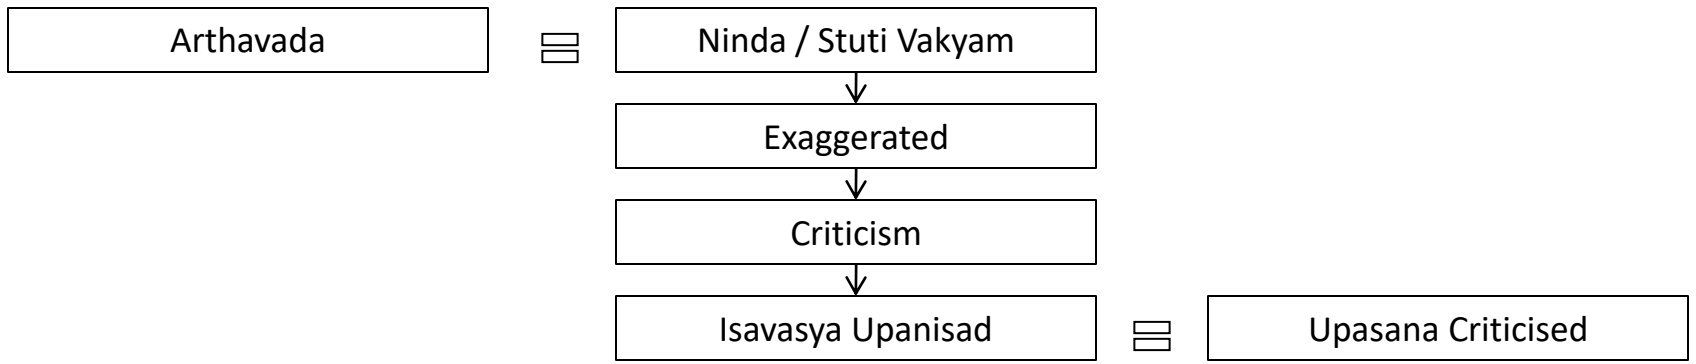 Arthavada
Ninda / Stuti Vakyam
Exaggerated
Criticism
Isavasya Upanisad
Upasana Criticised